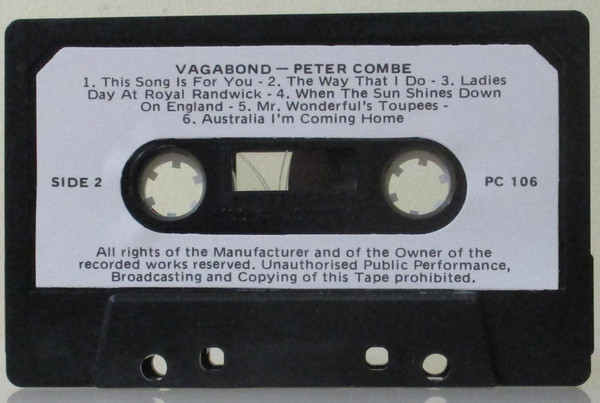 VAGABOND — PETER COMBE
1. This Song Is For You - 2. The Way That I Do - 3. Ladies
Day At Royal Randwick - 4. When The Sun Shines Down
On England - 5. Mr. Wonderful's Toupees -
6. Australia I'm Coming Home
SIDE 2
PC 106
All rights of the Manufacturer and of the Owner of the
recorded works reserved. Unauthorised Public Performance,
Broadcasting and Copying of this Tape prohibited.